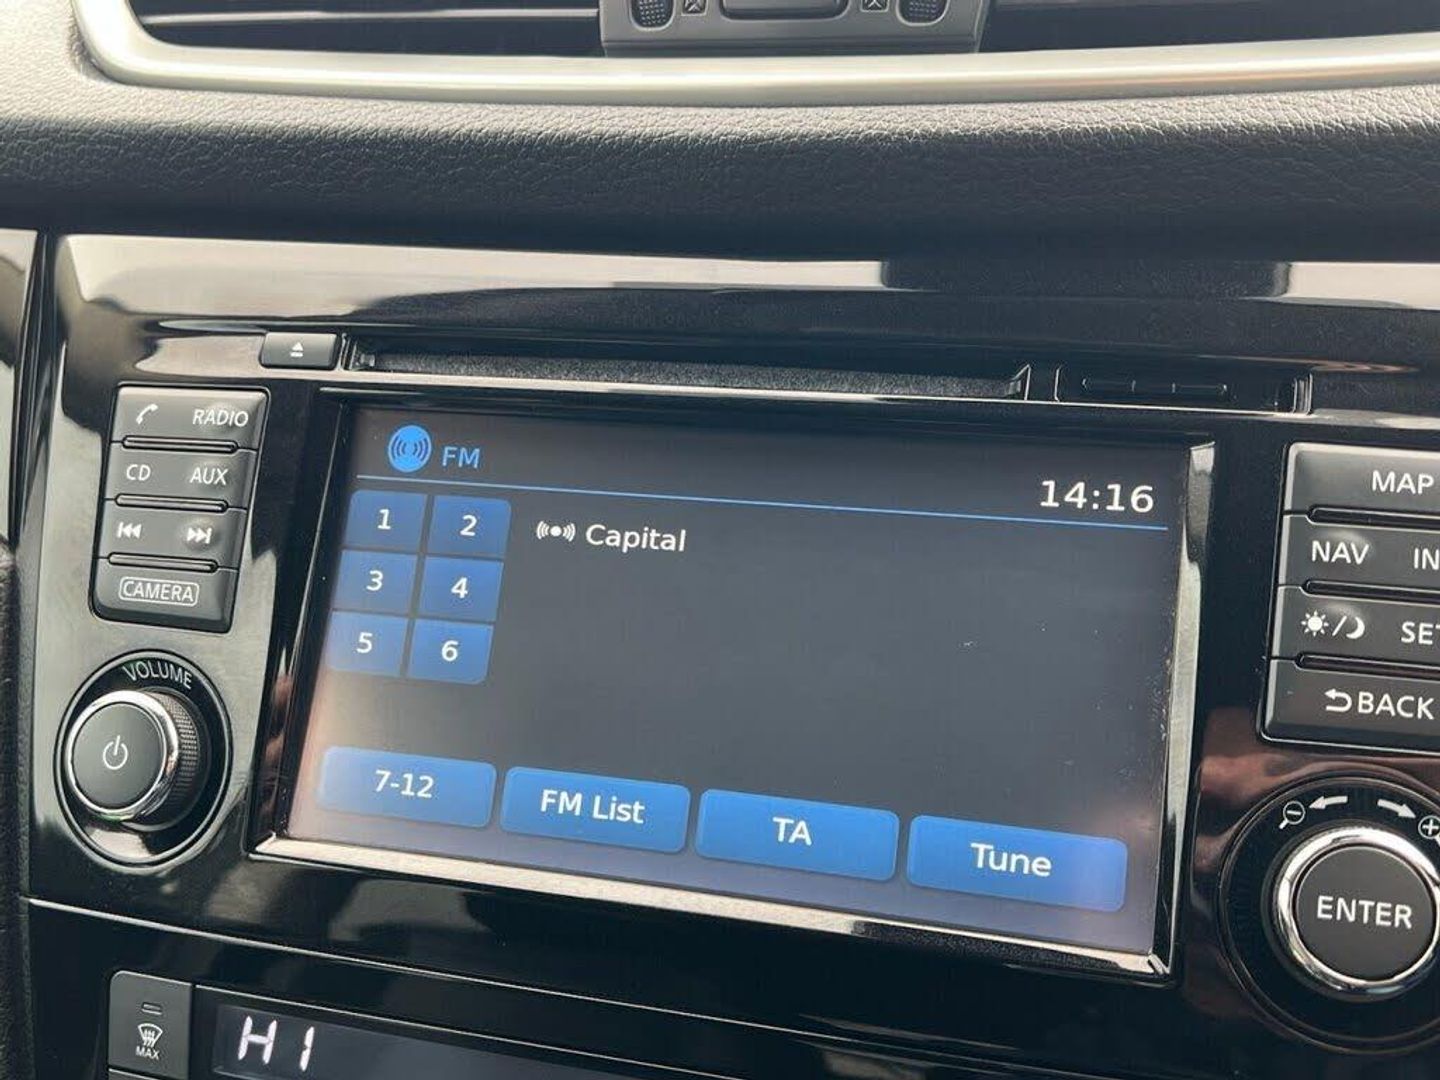 RADIO
CD AUX
CAMERA
VOLUME
FM
14:16
1 2
Capital
3 4
5 6
7-12 FM List TA Tune
MAP
NAV
BACK
ENTER
MAX
HI